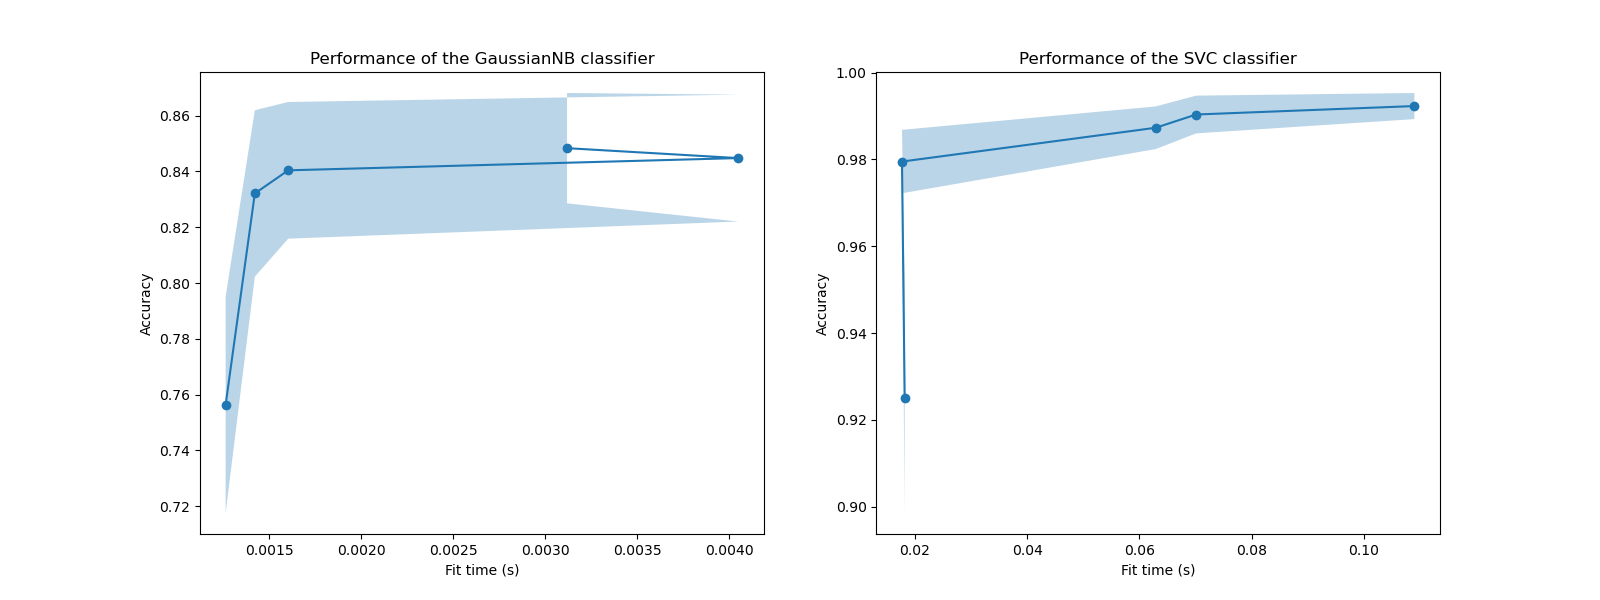 Performance of the GaussianNB classifier
0.86
0.84
0.82
0.80
0.78
0.76
0.74
0.72
Accuracy
0.0015 0.0020 0.0025 0.0030 0.0035 0.0040
Fit time (s)
Performance of the SVC classifier
1.00
0.98
0.96
0.94
0.92
0.90
Accuracy
0.02 0.04 0.06 0.08 0.10
Fit time (s)